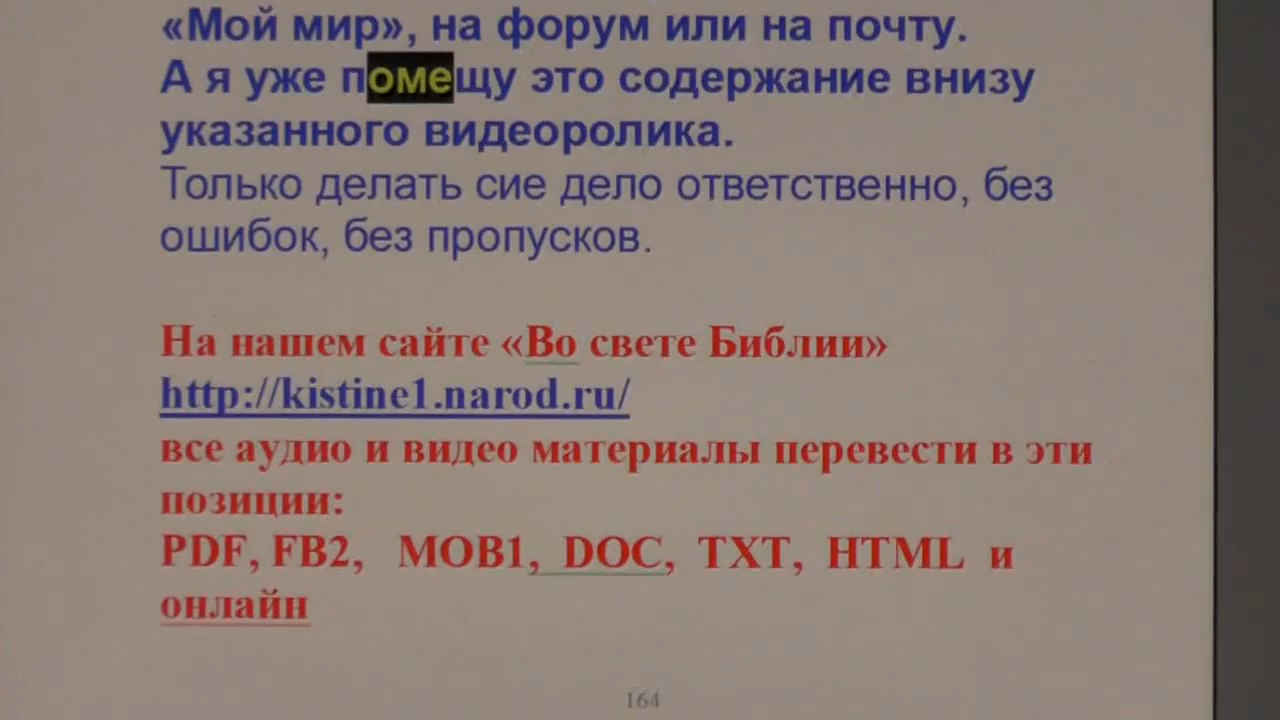 «Мой мир», на форум или на почту.
А я уже помещу это содержание внизу
указанного видеоролика.
Только делать сие дело ответственно, без
ошибок, без пропусков.
На нашем сайте «Во свете Библии»
http://kistine1.narod.ru/
все аудио и видео материалы перевести в эти
позиции:
PDF, FB2, MOB1, DOC, TXT, HTML и
онлайн
164